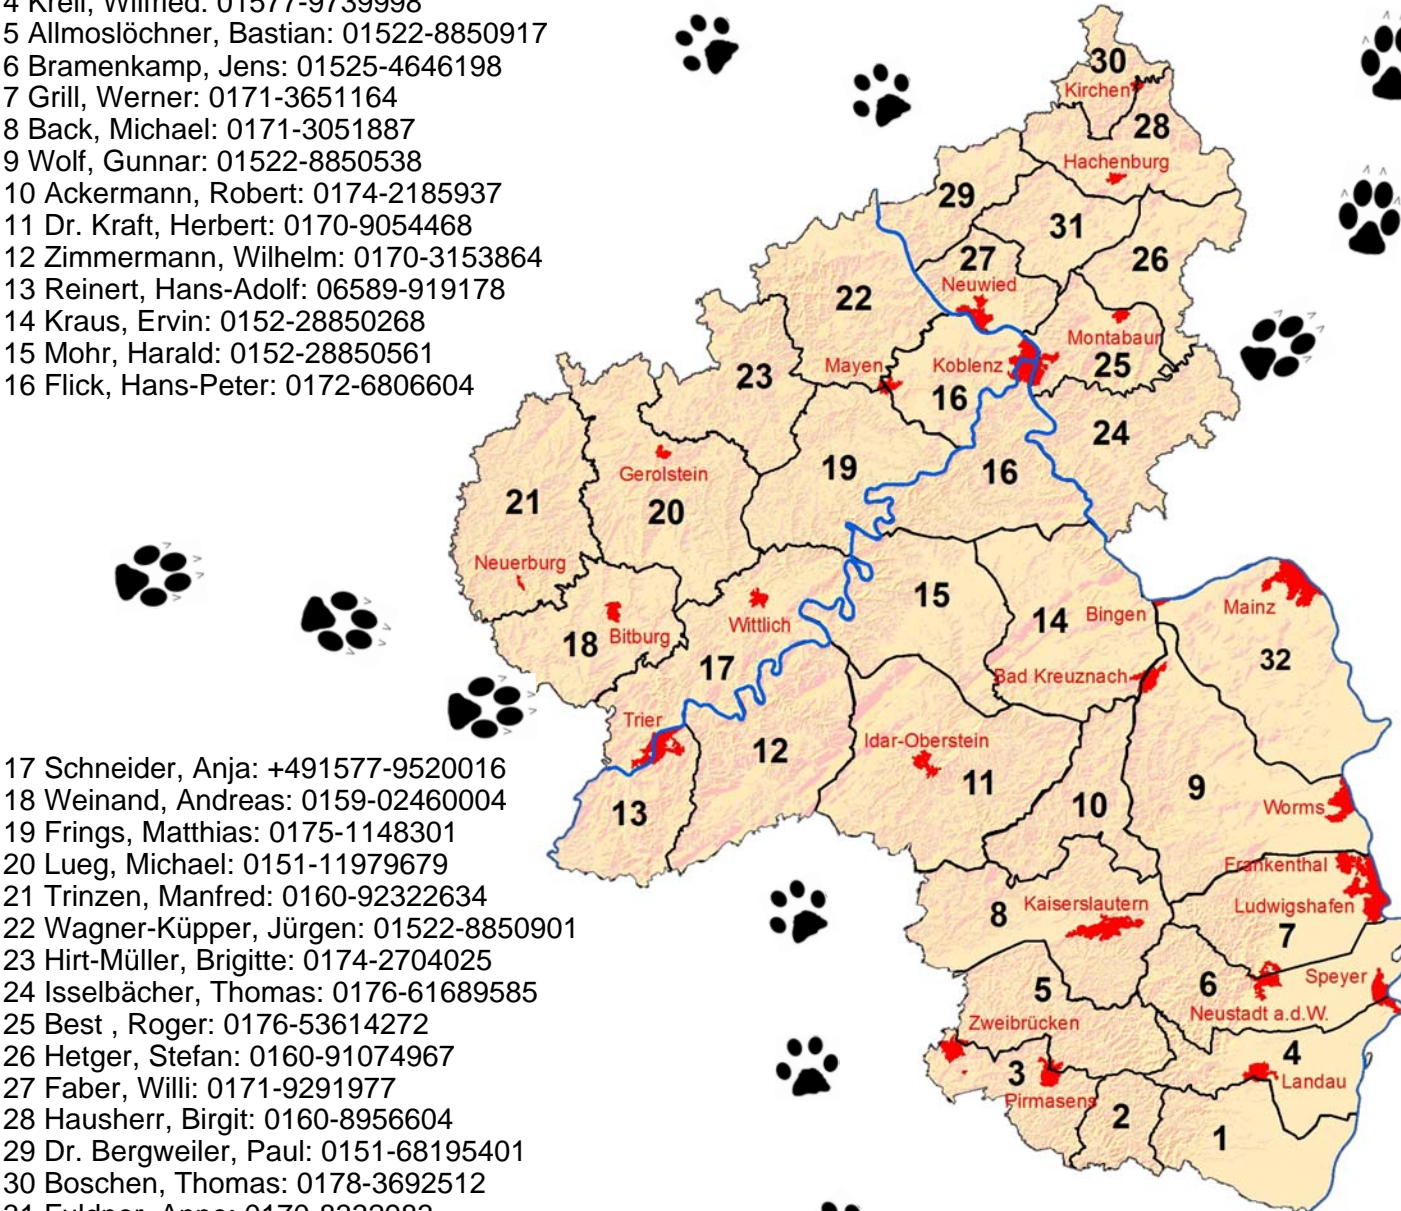 4 Krell, Wilfried: 01577-9739998
5 Allmoslöchner, Bastian: 01522-8850917
6 Bramenkamp, Jens: 01525-4646198
7 Grill, Werner: 0171-3651164
8 Back, Michael: 0171-3051887
9 Wolf, Gunnar: 01522-8850538
10 Ackermann, Robert: 0174-2185937
11 Dr. Kraft, Herbert: 0170-9054468
12 Zimmermann, Wilhelm: 0170-3153864
13 Reinert, Hans-Adolf: 06589-919178
14 Kraus, Ervin: 0152-28850268
15 Mohr, Harald: 0152-28850561
16 Flick, Hans-Peter: 0172-6806604
17 Schneider, Anja: +491577-9520016
18 Weinand, Andreas: 0159-02460004
19 Frings, Matthias: 0175-1148301
20 Lueg, Michael: 0151-11979679
21 Trinzen, Manfred: 0160-92322634
22 Wagner-Küpper, Jürgen: 01522-8850901
23 Hirt-Müller, Brigitte: 0174-2704025
24 Isselbächer, Thomas: 0176-61689585
25 Best , Roger: 0176-53614272
26 Hetger, Stefan: 0160-91074967
27 Faber, Willi: 0171-9291977
28 Hausherr, Birgit: 0160-8956604
29 Dr. Bergweiler, Paul: 0151-68195401
30 Boschen, Thomas: 0178-3692512
30
Kirchen
28
Hachenburg
29
31
26
27
Neuwied
22
Montabaur
25
Mayen
Koblenz
23
16
24
19
16
Gerolstein
21
20
Neuerburg
15
Mainz
Bingen
14
Wittlich
18
Bitburg
32
17
Bad Kreuznach
Trier
12
Idar-Oberstein
11
9
10
Worms
13
Frankenthal
8
Kaiserslautern
Ludwigshafen
7
Speyer
6
5
Neustadt a.d.W.
Zweibrücken
4
3
Landau
Pirmasens
2
1